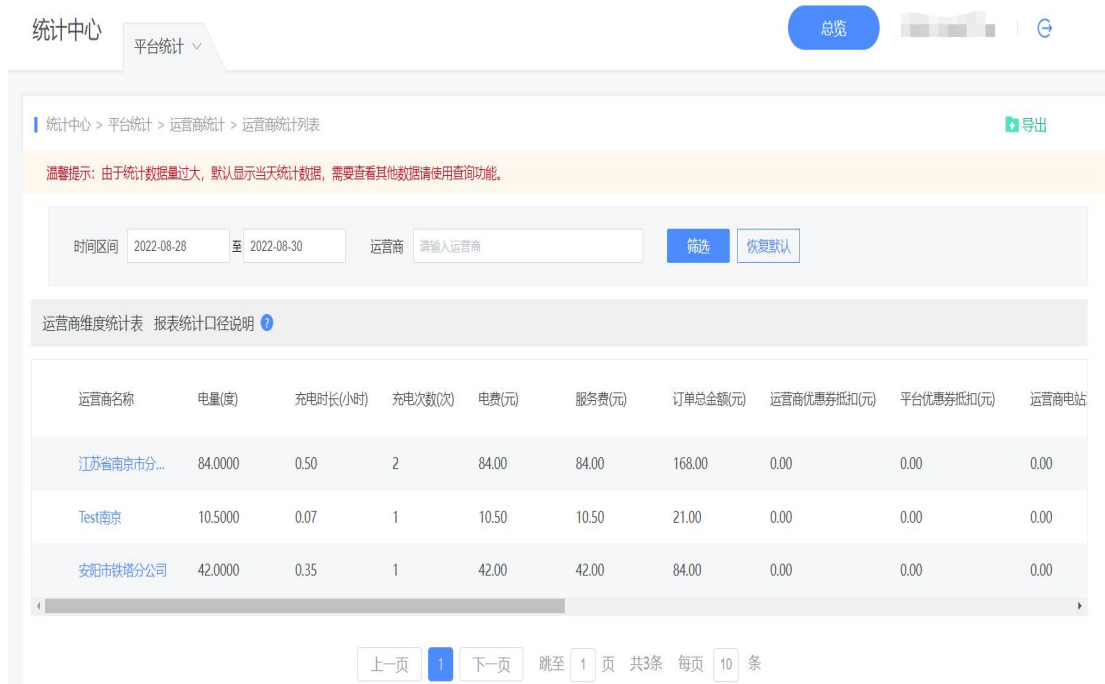 统计中心
平台统计
总览
统计中心 > 平台统计 > 运营商统计 > 运营商统计列表
导出
温馨提示：由于统计数据量过大，默认显示当天统计数据，需要查看其他数据请使用查询功能。
时间区间 2022-08-28 至 2022-08-30 运营商 请输入运营商 筛选 恢复默认
运营商维度统计表 报表统计口径说明 ?
运营商名称 电量(度) 充电时长(小时) 充电次数(次) 电费(元) 服务费(元) 订单总金额(元) 运营商优惠券抵扣(元) 平台优惠券抵扣(元) 运营商电站
江苏省南京市分... 84.0000 0.50 2 84.00 84.00 168.00 0.00 0.00 0.00
Test南京 10.5000 0.07 1 10.50 10.50 21.00 0.00 0.00 0.00
安阳市铁塔分公司 42.0000 0.35 1 42.00 42.00 84.00 0.00 0.00 0.00
上一页 1 下一页 跳至 1 页 共3条 每页 10 条